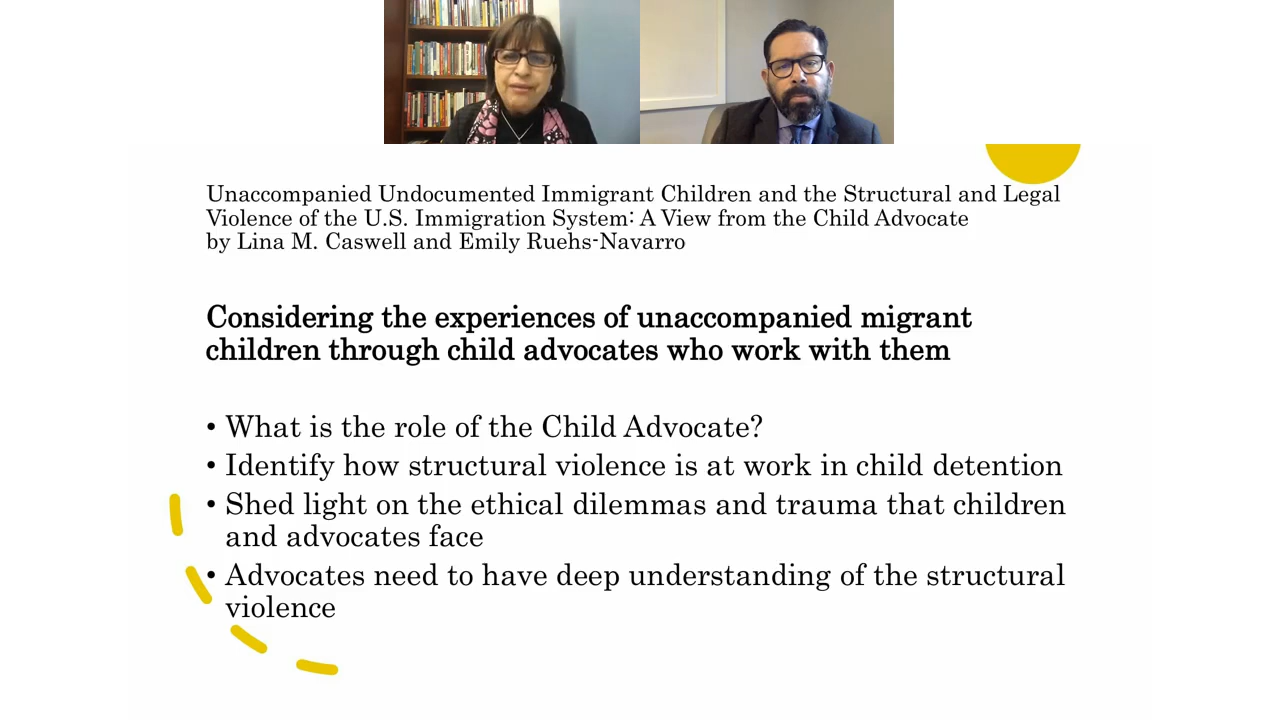 Unaccompanied Undocumented Immigrant Children and the Structural and Legal
Violence of the U.S. Immigration System: A View from the Child Advocate
by Lina M. Caswell and Emily Ruehs-Navarro
Considering the experiences of unaccompanied migrant
children through child advocates who work with them
• What is the role of the Child Advocate?
• Identify how structural violence is at work in child detention
• Shed light on the ethical dilemmas and trauma that children
and advocates face
• Advocates need to have deep understanding of the structural
violence